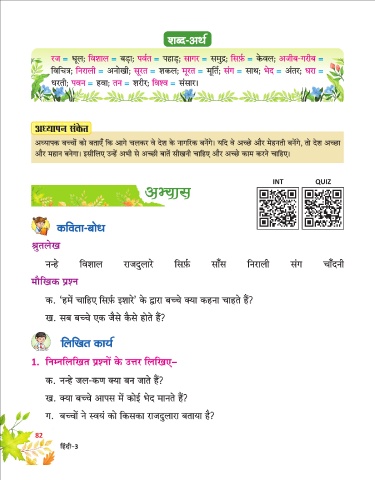 शब्द-अर्थ
रज = धूल; विशाल = बड़ा; पर्वत = पहाड़; सागर = समुद्र; सिर्फ़ = केवल; अजीब-गरीब =
विचित्र; निराली = अनोखी; सूरत = शकल; मूरत = मूर्ति; संग = साथ; भेद = अंतर; धरा =
धरती; पवन = हवा; तन = शरीर; विश्व = संसार।
अध्यापन संकेत
अध्यापक बच्चों को बताएँ कि आगे चलकर वे देश के नागरिक बनेंगे। यदि वे अच्छे और मेहनती बनेंगे, तो देश अच्छा
और महान बनेगा। इसीलिए उन्हें अभी से अच्छी बातें सीखनी चाहिए और अच्छे काम करने चाहिए।
INT QUIZ
अभ्यास
कविता-बोध
श्रुतलेख
नन्हे विशाल राजदुलारे सिर्फ़ साँस निराली संग चाँदनी
मौखिक प्रश्न
क. 'हमें चाहिए सिर्फ़ इशारे' के द्वारा बच्चे क्या कहना चाहते हैं?
ख. सब बच्चे एक जैसे कैसे होते हैं?
लिखित कार्य
1. निम्नलिखित प्रश्नों के उत्तर लिखिए–
क. नन्हे जल-कण क्या बन जाते हैं?
ख. क्या बच्चे आपस में कोई भेद मानते हैं?
ग. बच्चों ने स्वयं को किसका राजदुलारा बताया है?
82
हिंदी-3